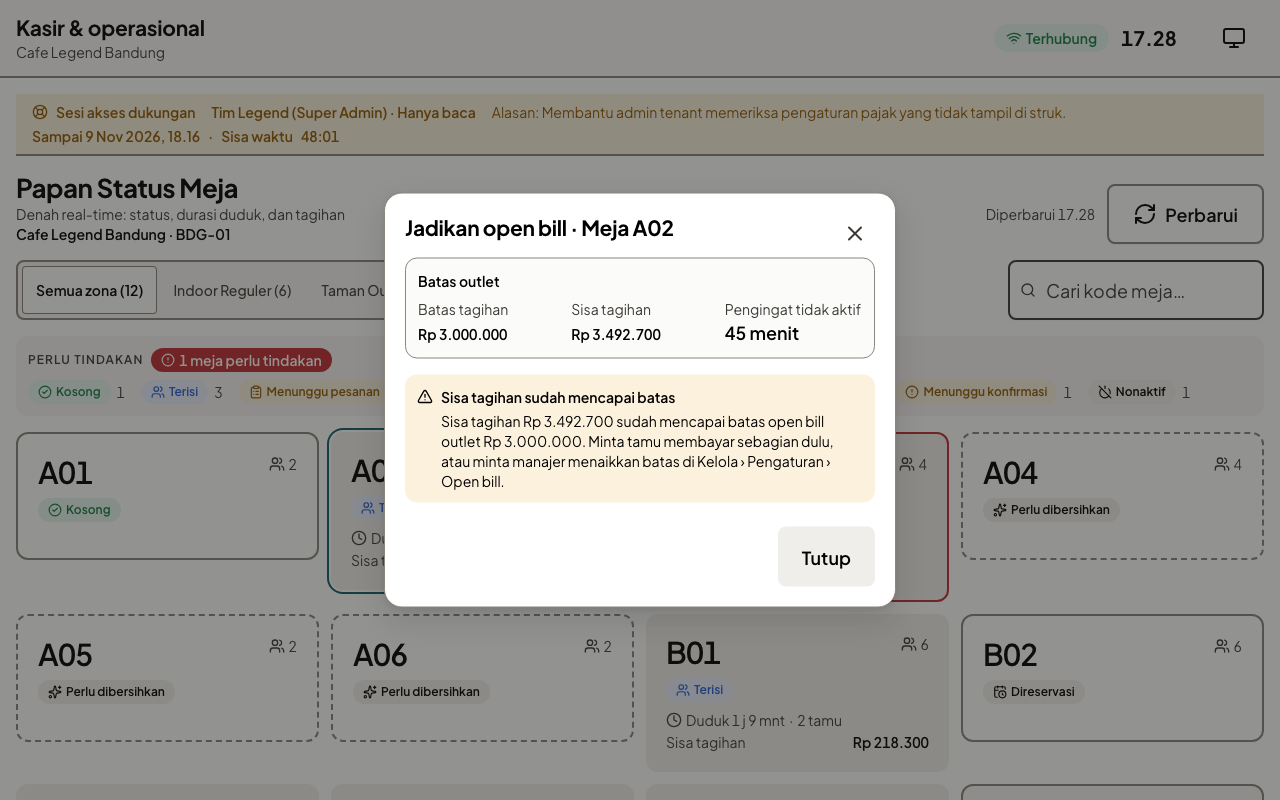 Kasir & operasional
Cafe Legend Bandung
Terhubung
17.28
Sesi akses dukungan Tim Legend (Super Admin) · Hanya baca Alasan: Membantu admin tenant memeriksa pengaturan pajak yang tidak tampil di struk.
Sampai 9 Nov 2026, 18.16 · Sisa waktu 48:01
Papan Status Meja
Denah real-time: status, durasi duduk, dan tagihan
Cafe Legend Bandung · BDG-01
Diperbarui 17.28
Perbarui
Semua zona (12)
Indoor Reguler (6)
Taman
Cari kode meja…
PERLU TINDAKAN
1 meja perlu tindakan
Kosong 1
Terisi 3
Menunggu pesanan
Menunggu konfirmasi 1
Nonaktif 1
Jadikan open bill · Meja A02
Batas outlet
Batas tagihan
Rp 3.000.000
Sisa tagihan
Rp 3.492.700
Pengingat tidak aktif
45 menit
Sisa tagihan sudah mencapai batas
Sisa tagihan Rp 3.492.700 sudah mencapai batas open bill
outlet Rp 3.000.000. Minta tamu membayar sebagian dulu,
atau minta manajer menaikkan batas di Kelola › Pengaturan ›
Open bill.
Tutup
A01
2
Kosong
Sisa
4
A04
4
Perlu dibersihkan
A05
2
Perlu dibersihkan
A06
2
Perlu dibersihkan
B01
6
Terisi
Duduk 1 j 9 mnt · 2 tamu
Sisa tagihan Rp 218.300
B02
6
Direservasi